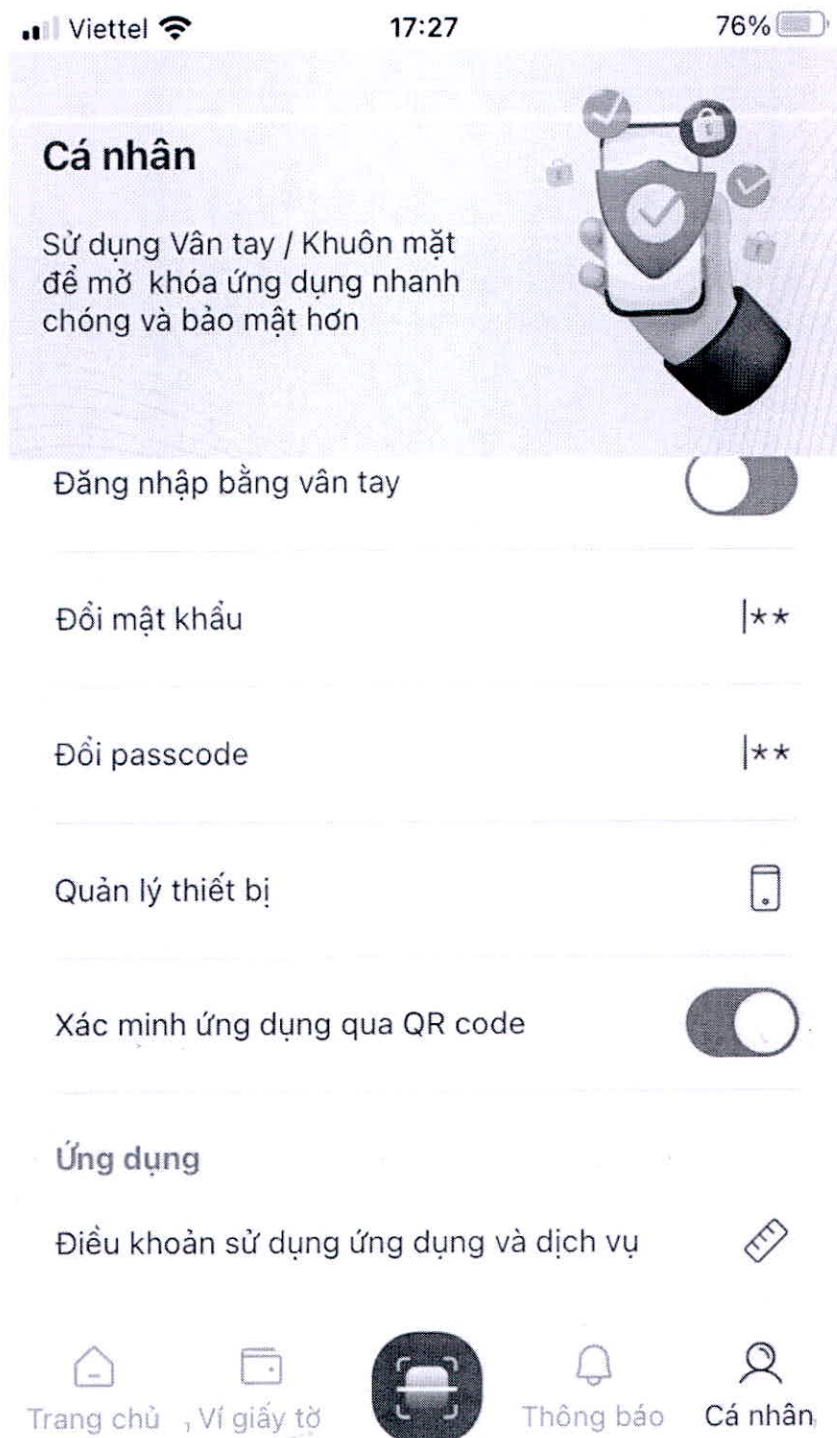 Viettel 17:27 76%
Cá nhân
Sử dụng Vân tay / Khuôn mặt
để mở khóa ứng dụng nhanh
chóng và bảo mật hơn
Đăng nhập bằng vân tay
Đổi mật khẩu |**
Đổi passcode |**
Quản lý thiết bị
Xác minh ứng dụng qua QR code
Ứng dụng
Điều khoản sử dụng ứng dụng và dịch vụ
Trang chủ Ví giấy tờ Thông báo Cá nhân